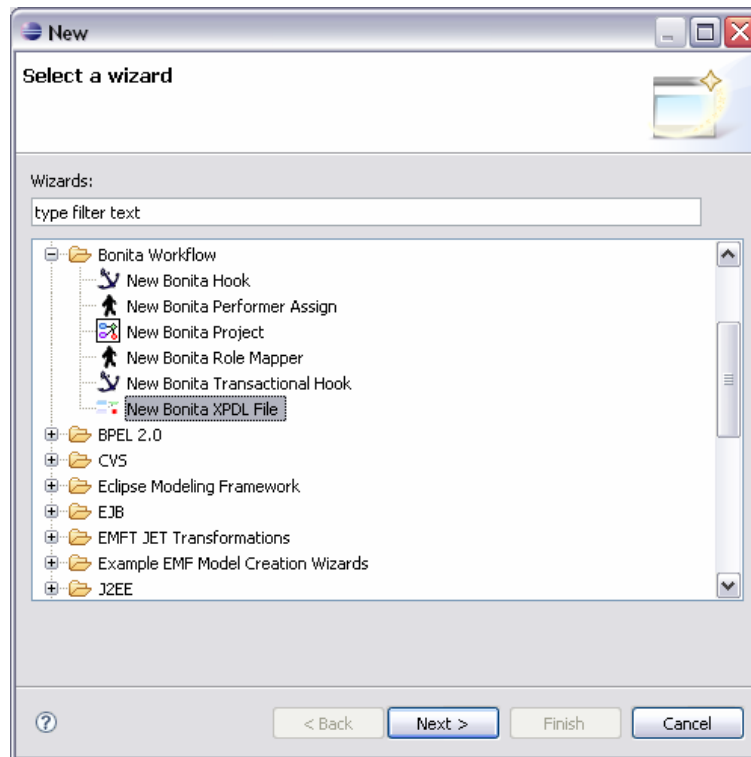 New
Select a wizard
Wizards:
type filter text
Bonita Workflow
New Bonita Hook
New Bonita Performer Assign
New Bonita Project
New Bonita Role Mapper
New Bonita Transactional Hook
New Bonita XPDL File
BPEL 2.0
CVS
Eclipse Modeling Framework
EJB
EMFT JET Transformations
Example EMF Model Creation Wizards
J2EE
? < Back Next > Finish Cancel